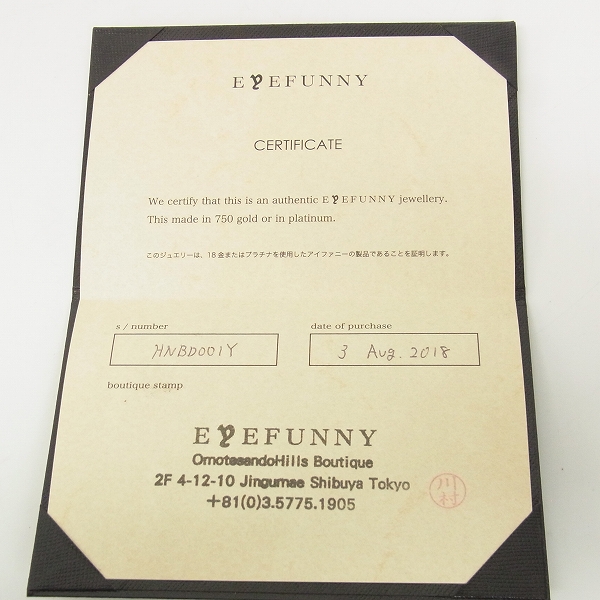 EYEFUNNY
CERTIFICATE
We certify that this is an authentic EYEFUNNY jewellery.
This made in 750 gold or in platinum.
このジュエリーは、18金またはプラチナを使用したアイファニーの製品であることを証明します。
s / number
date of purchase
HNBD001Y
3 Aug. 2018
boutique stamp
EYEFUNNY
OmotesandoHills Boutique
2F 4-12-10 Jingumae Shibuya Tokyo
+81(0)3.5775.1905
川村